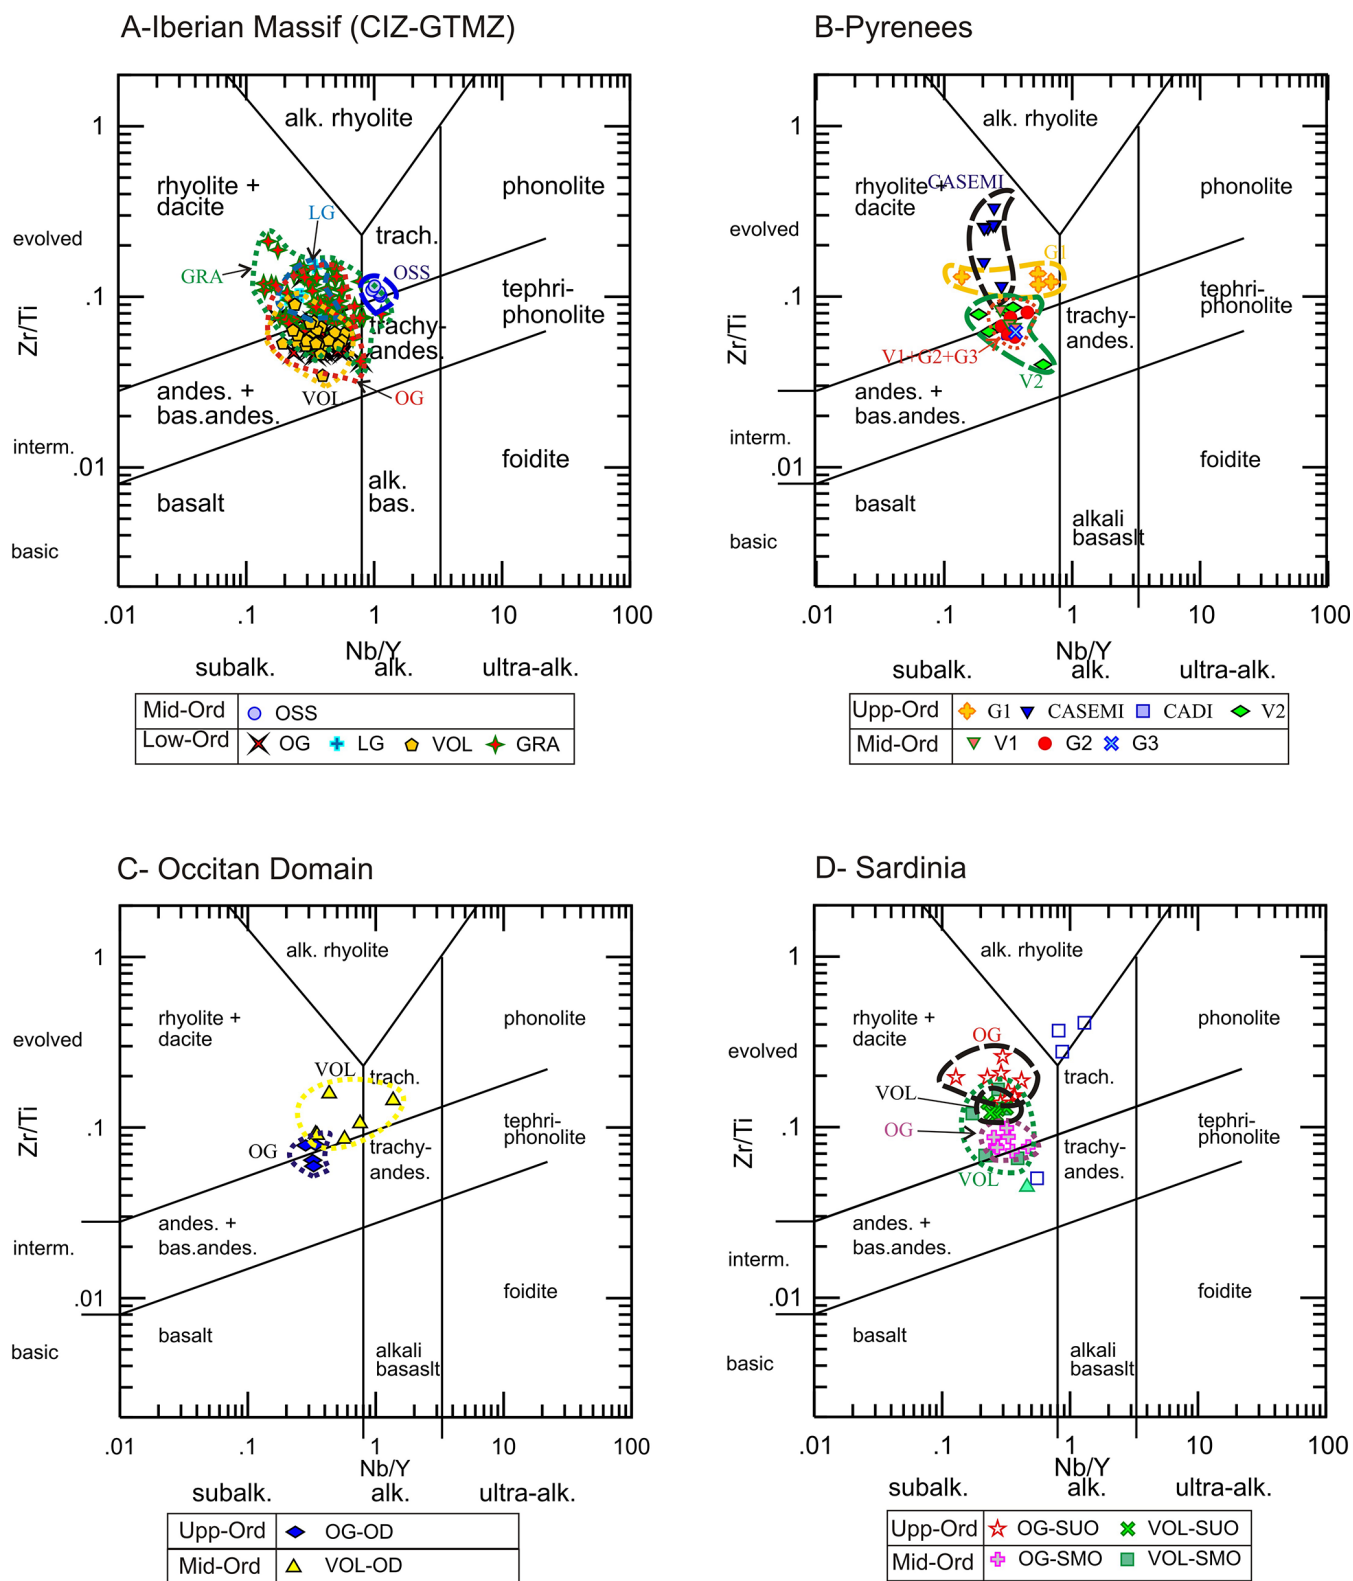 A-Iberian Massif (CIZ-GTMZ)
alk. rhyolite
1
rhyolite +
dacite
LG
phonolite
evolved
trach.
GRA
OSS
.1
tephri-
phonolite
Zr/Ti
trachy-
andes.
andes. +
bas.andes.
VOL
OG
interm.
.01
foidite
basalt
alk.
bas.
basic
.01
.1
1
10
100
Nb/Y
subalk.
alk.
ultra-alk.
Mid-Ord
OSS
Low-Ord
OG
LG
VOL
GRA
B-Pyrenees
alk. rhyolite
1
rhyolite +
dacite
CASEMI
phonolite
evolved
G1
.1
tephri-
phonolite
Zr/Ti
trachy-
andes.
V1+G2+G3
V2
andes. +
bas.andes.
interm.
.01
foidite
basalt
alkali
basaslt
basic
.01
.1
1
10
100
Nb/Y
subalk.
alk.
ultra-alk.
Upp-Ord
G1
CASEMI
CADI
V2
Mid-Ord
V1
G2
G3
C- Occitan Domain
alk. rhyolite
1
rhyolite +
dacite
phonolite
evolved
VOL
trach.
.1
tephri-
phonolite
Zr/Ti
OG
trachy-
andes.
andes. +
bas.andes.
interm.
.01
foidite
basalt
alkali
basaslt
basic
.01
.1
1
10
100
Nb/Y
subalk.
alk.
ultra-alk.
Upp-Ord
OG-OD
Mid-Ord
VOL-OD
D- Sardinia
alk. rhyolite
1
rhyolite +
dacite
OG
phonolite
evolved
trach.
VOL
.1
OG
tephri-
phonolite
Zr/Ti
trachy-
andes.
VOL
andes. +
bas.andes.
interm.
.01
foidite
basalt
alkali
basaslt
basic
.01
.1
1
10
100
Nb/Y
subalk.
alk.
ultra-alk.
Upp-Ord
OG-SUO
VOL-SUO
Mid-Ord
OG-SMO
VOL-SMO